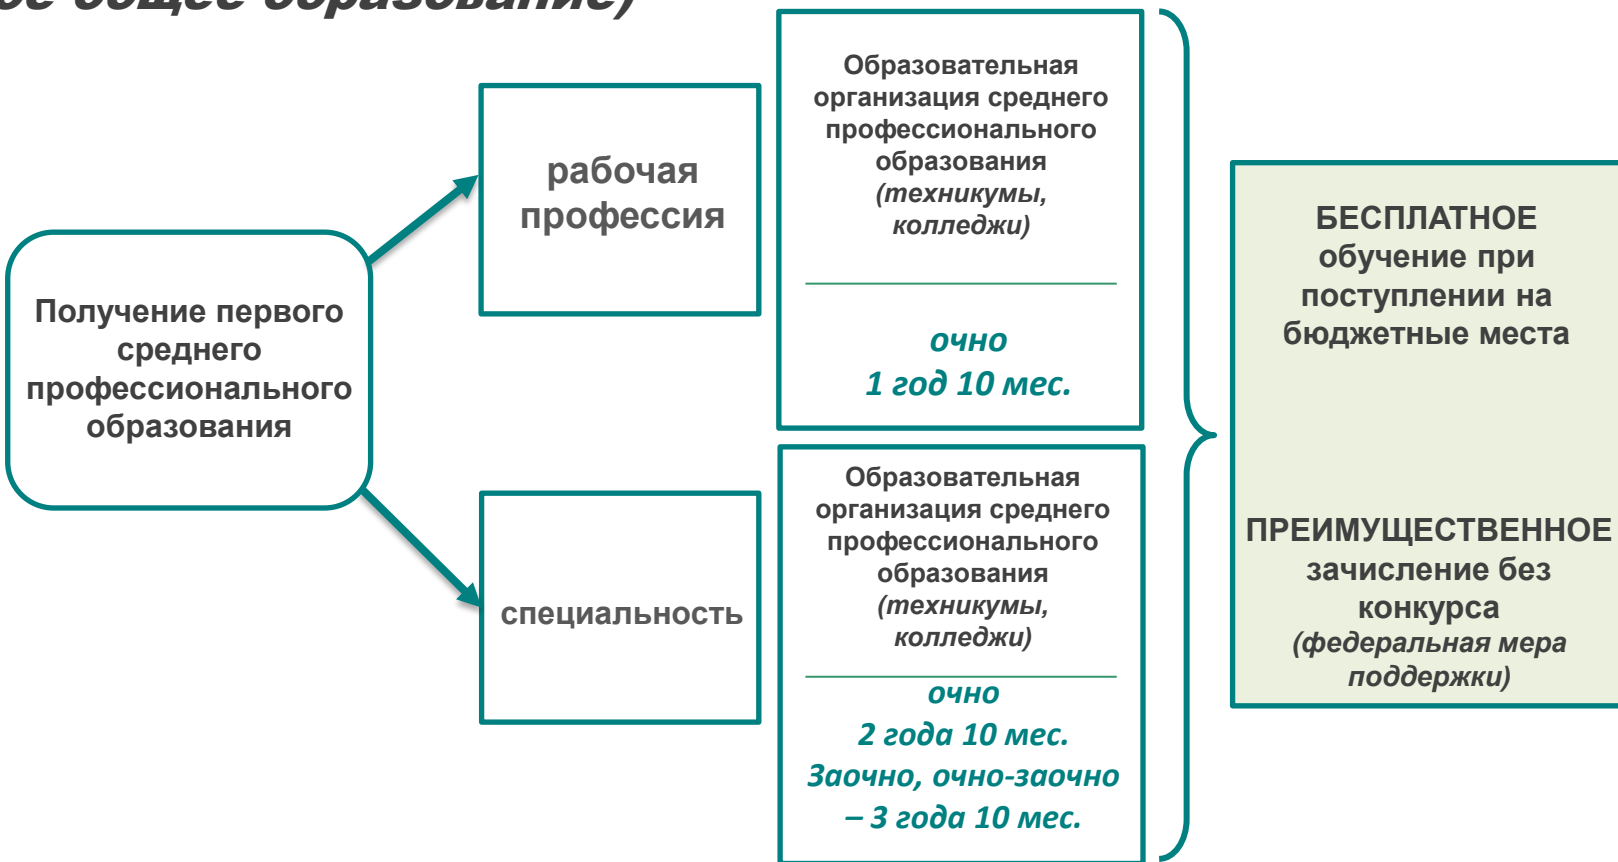 общее образование)
Получение первого
среднего
профессионального
образования
рабочая
профессия
специальность
Образовательная
организация среднего
профессионального
образования
(техникумы,
колледжи)
очно
1 год 10 мес.
Образовательная
организация среднего
профессионального
образования
(техникумы,
колледжи)
очно
2 года 10 мес.
Заочно, очно-заочно
– 3 года 10 мес.
БЕСПЛАТНОЕ
обучение при
поступлении на
бюджетные места
ПРЕИМУЩЕСТВЕННОЕ
зачисление без
конкурса
(федеральная мера
поддержки)